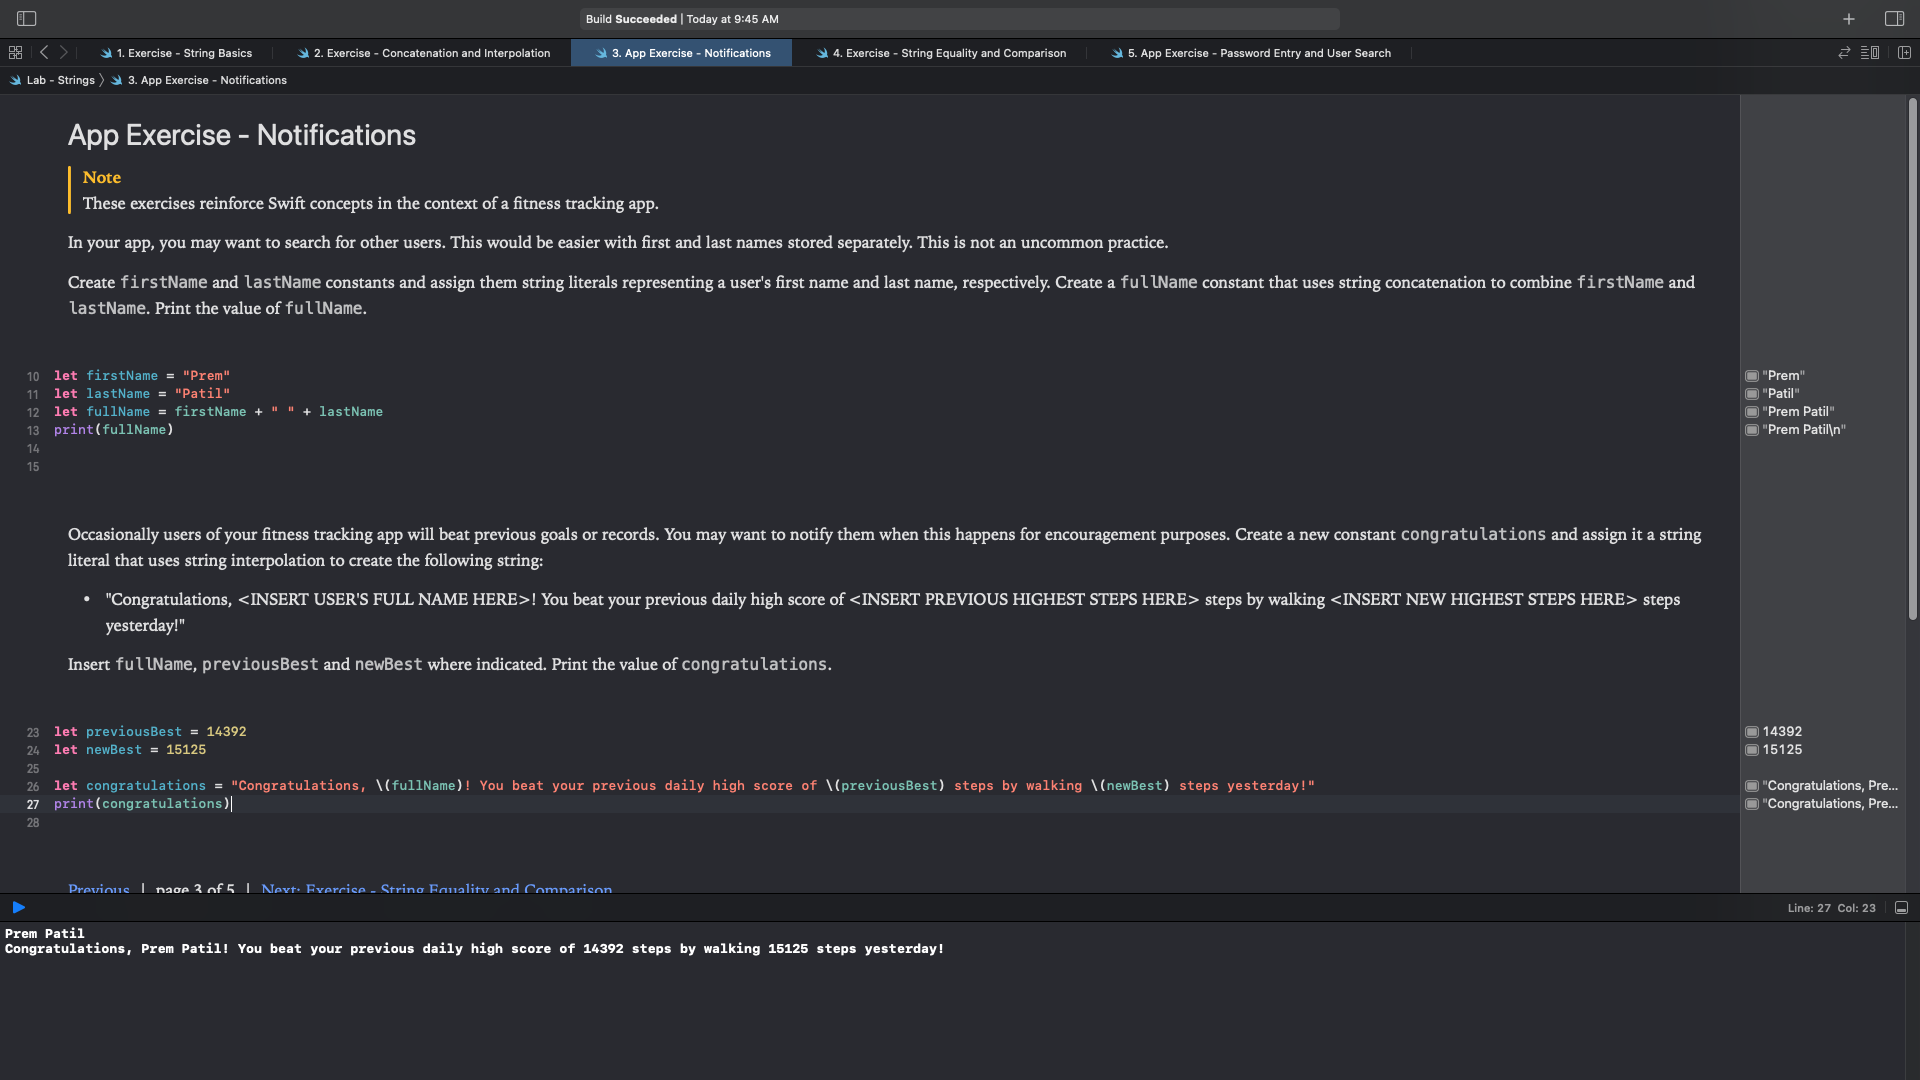 Build Succeeded | Today at 9:45 AM
1. Exercise - String Basics
2. Exercise - Concatenation and Interpolation
3. App Exercise - Notifications
4. Exercise - String Equality and Comparison
5. App Exercise - Password Entry and User Search
Lab - Strings 〉 3. App Exercise - Notifications
App Exercise - Notifications
Note
These exercises reinforce Swift concepts in the context of a fitness tracking app.
In your app, you may want to search for other users. This would be easier with first and last names stored separately. This is not an uncommon practice.
Create firstName and lastName constants and assign them string literals representing a user's first name and last name, respectively. Create a fullName constant that uses string concatenation to combine firstName and
lastName. Print the value of fullName.
10 let firstName = "Prem"
"Prem"
11 let lastName = "Patil"
"Patil"
12 let fullName = firstName + " " + lastName
"Prem Patil"
13 print(fullName)
"Prem Patil\n"
14
15
Occasionally users of your fitness tracking app will beat previous goals or records. You may want to notify them when this happens for encouragement purposes. Create a new constant congratulations and assign it a string
literal that uses string interpolation to create the following string:
• "Congratulations, <INSERT USER'S FULL NAME HERE>! You beat your previous daily high score of <INSERT PREVIOUS HIGHEST STEPS HERE> steps by walking <INSERT NEW HIGHEST STEPS HERE> steps
yesterday!"
Insert fullName, previousBest and newBest where indicated. Print the value of congratulations.
23 let previousBest = 14392
14392
24 let newBest = 15125
15125
25
26 let congratulations = "Congratulations, \(fullName)! You beat your previous daily high score of \(previousBest) steps by walking \(newBest) steps yesterday!"
"Congratulations, Pre...
27 print(congratulations)
"Congratulations, Pre...
28
Previous | page 3 of 5 | Next: Exercise - String Equality and Comparison
Line: 27 Col: 23
Prem Patil
Congratulations, Prem Patil! You beat your previous daily high score of 14392 steps by walking 15125 steps yesterday!